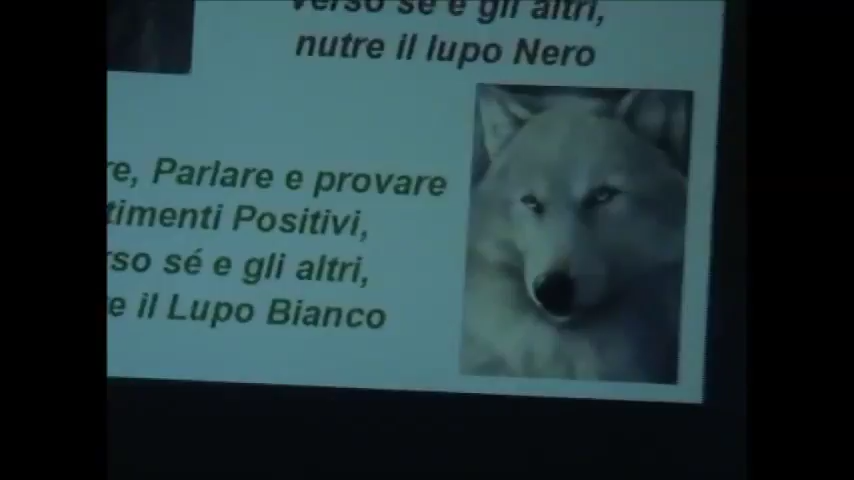 verso sé e gli altri,
nutre il lupo Nero
re, Parlare e provare
timenti Positivi,
rso sé e gli altri,
e il Lupo Bianco